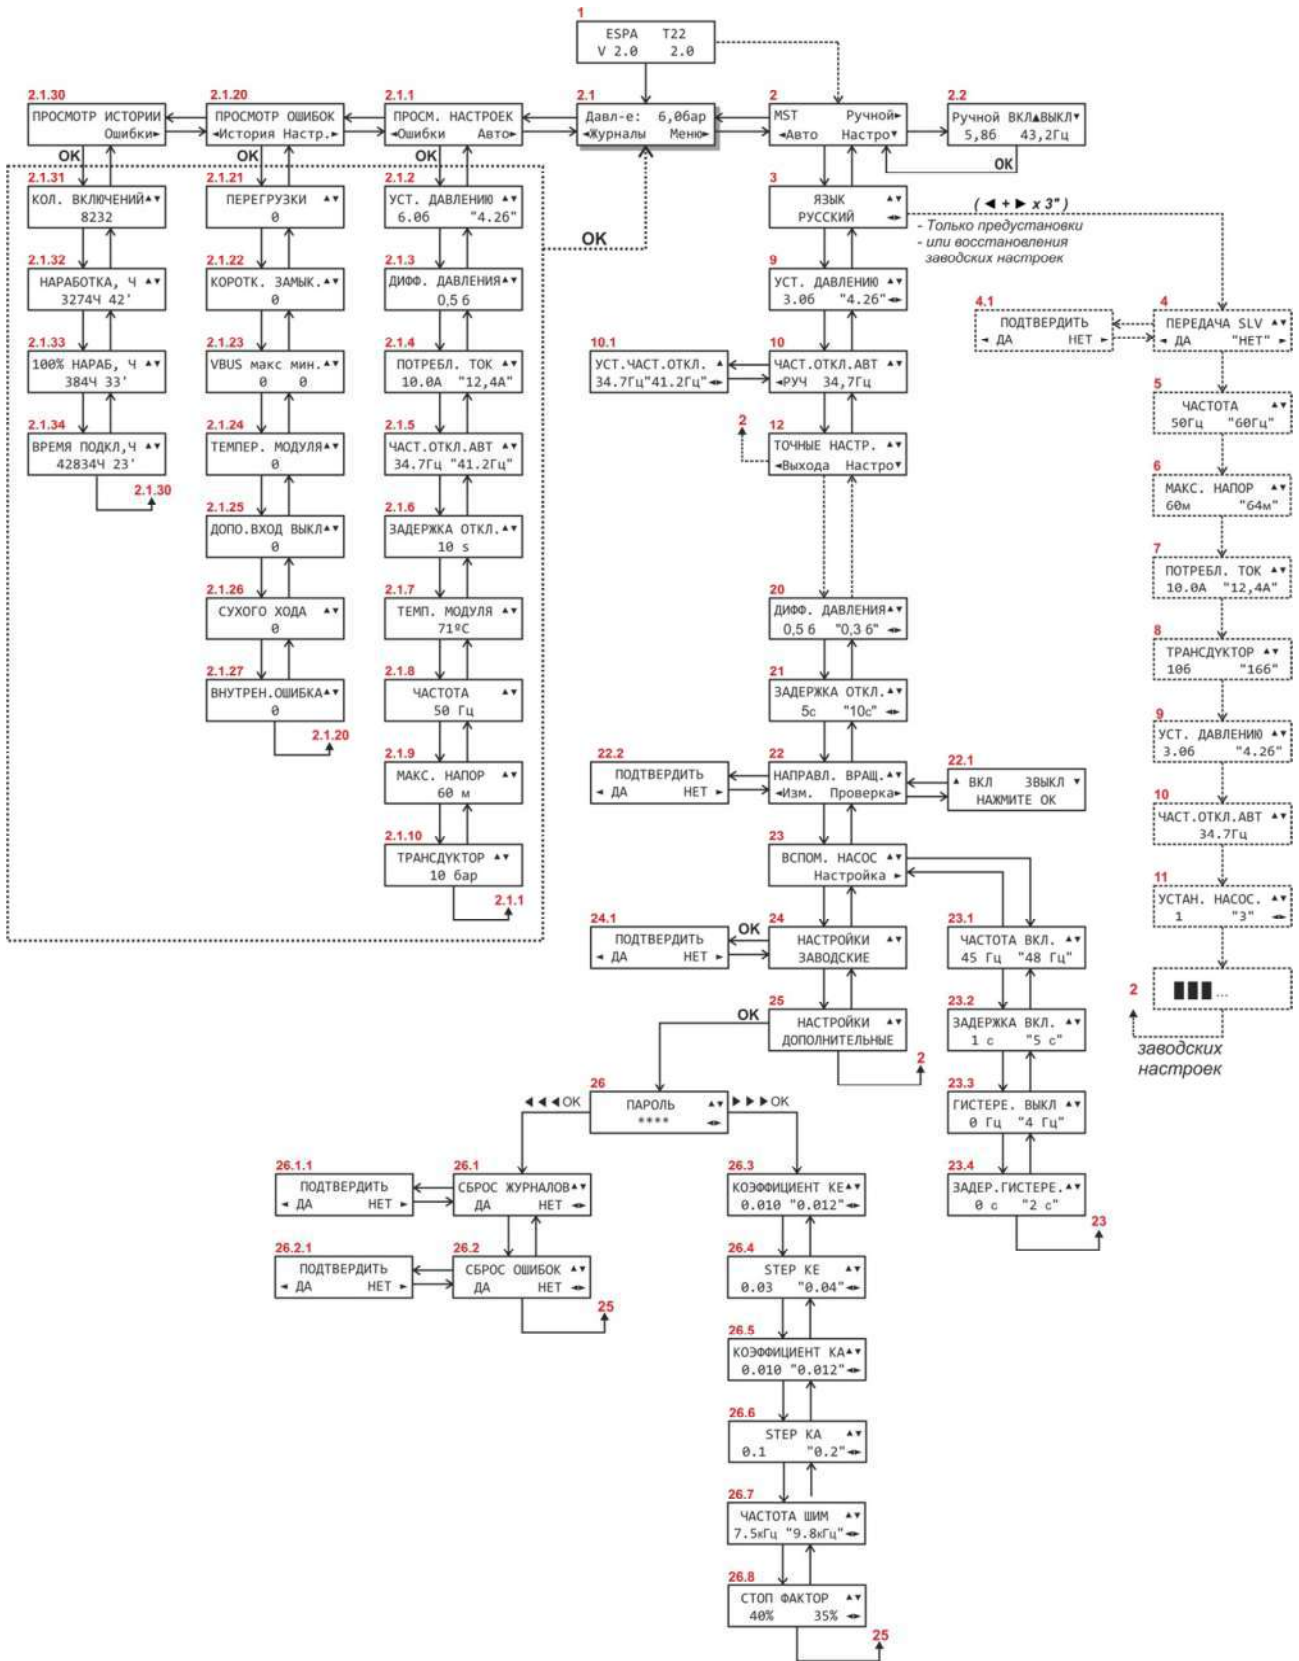 1
ESPA T22
V 2.0 2.0
2.1.30
ПРОСМОТР ИСТОРИИ
Ошибки►
2.1.20
ПРОСМОТР ОШИБОК
◄История Настр.►
2.1.1
ПРОСМ. НАСТРОЕК
◄Ошибки Авто►
2.1
Давл-е: 6,0бар
◄Журналы Меню►
2
MST Ручной►
◄Авто Настро▼
2.2
Ручной ВКЛ▲ВЫКЛ▼
5,8б 43,2Гц
OK
OK
OK
OK
2.1.31
КОЛ. ВКЛЮЧЕНИЙ▲▼
8232
2.1.32
НАРАБОТКА, Ч ▲▼
3274Ч 42'
2.1.33
100% НАРАБ, Ч ▲▼
384Ч 33'
2.1.34
ВРЕМЯ ПОДКЛ,Ч ▲▼
42834Ч 23'
2.1.30
2.1.21
ПЕРЕГРУЗКИ ▲▼
0
2.1.22
КОРОТК. ЗАМЫК.▲▼
0
2.1.23
VBUS макс мин.▲▼
0 0
2.1.24
ТЕМПЕР. МОДУЛЯ▲▼
0
2.1.25
ДОПО.ВХОД ВЫКЛ▲▼
0
2.1.26
СУХОГО ХОДА ▲▼
0
2.1.27
ВНУТРЕН.ОШИБКА▲▼
0
2.1.20
2.1.2
УСТ. ДАВЛЕНИЮ ▲▼
6.0б "4.2б"
2.1.3
ДИФФ. ДАВЛЕНИЯ▲▼
0,5 б
2.1.4
ПОТРЕБЛ. ТОК ▲▼
10.0А "12,4А"
2.1.5
ЧАСТ.ОТКЛ.АВТ ▲▼
34.7Гц "41.2Гц"
2.1.6
ЗАДЕРЖКА ОТКЛ.▲▼
10 s
2.1.7
ТЕМП. МОДУЛЯ ▲▼
71ºC
2.1.8
ЧАСТОТА ▲▼
50 Гц
2.1.9
МАКС. НАПОР ▲▼
60 м
2.1.10
ТРАНСДУКТОР ▲▼
10 бар
2.1.1
OK
3
ЯЗЫК ▲▼
РУССКИЙ ◄►
( ◄ + ► x 3" )
- Только предустановки
- или восстановления
заводских настроек
9
УСТ. ДАВЛЕНИЮ ▲▼
3.0б "4.2б"◄►
10.1
УСТ.ЧАСТ.ОТКЛ. ▲
34.7Гц"41.2Гц"◄►
10
ЧАСТ.ОТКЛ.АВТ ▲▼
◄РУЧ 34,7Гц
2
12
ТОЧНЫЕ НАСТР. ▲▼
◄Выхода Настро▼
20
ДИФФ. ДАВЛЕНИЯ▲▼
0,5 б "0,3 б" ◄►
21
ЗАДЕРЖКА ОТКЛ.▲▼
5с "10с" ◄►
22.2
ПОДТВЕРДИТЬ
◄ ДА НЕТ ►
22
НАПРАВЛ. ВРАЩ.▲▼
◄Изм. Проверка►
22.1
▲ ВКЛ ЗВЫКЛ ▼
НАЖМИТЕ ОК
23
ВСПОМ. НАСОС ▲▼
Настройка ►
24.1
ПОДТВЕРДИТЬ
◄ ДА НЕТ ►
OK
24
НАСТРОЙКИ ▲▼
ЗАВОДСКИЕ
OK
25
НАСТРОЙКИ ▲▼
ДОПОЛНИТЕЛЬНЫЕ
2
23.1
ЧАСТОТА ВКЛ. ▲▼
45 Гц "48 Гц"
23.2
ЗАДЕРЖКА ВКЛ. ▲▼
1 с "5 с"
23.3
ГИСТЕРЕ. ВЫКЛ ▲▼
0 Гц "4 Гц"
23.4
ЗАДЕР.ГИСТЕРЕ.▲▼
0 с "2 с"
23
4.1
ПОДТВЕРДИТЬ
◄ ДА НЕТ ►
4
ПЕРЕДАЧА SLV ▲▼
◄ ДА "НЕТ" ►
5
ЧАСТОТА ▲▼
50Гц "60Гц"
6
МАКС. НАПОР ▲▼
60м "64м"
7
ПОТРЕБЛ. ТОК ▲▼
10.0А "12,4А"
8
ТРАНСДУКТОР ▲▼
10б "16б"
9
УСТ. ДАВЛЕНИЮ ▲▼
3.0б "4.2б"
10
ЧАСТ.ОТКЛ.АВТ ▲▼
34.7Гц
11
УСТАН. НАСОС. ▲▼
1 "3" ◄►
2
...
заводских
настроек
26
◄◄◄OK
ПАРОЛЬ ▲▼
**** ◄►
►►►OK
26.1.1
ПОДТВЕРДИТЬ
◄ ДА НЕТ ►
26.1
СБРОС ЖУРНАЛОВ▲▼
ДА НЕТ ◄►
26.2.1
ПОДТВЕРДИТЬ
◄ ДА НЕТ ►
26.2
СБРОС ОШИБОК ▲▼
ДА НЕТ ◄►
25
26.3
КОЭФФИЦИЕНТ КЕ▲▼
0.010 "0.012"◄►
26.4
STEP KE ▲▼
0.03 "0.04"◄►
26.5
КОЭФФИЦИЕНТ КА▲▼
0.010 "0.012"◄►
26.6
STEP KA ▲▼
0.1 "0.2"◄►
26.7
ЧАСТОТА ШИМ ▲▼
7.5кГц "9.8кГц"◄►
26.8
СТОП ФАКТОР ▲▼
40% 35% ◄►
25